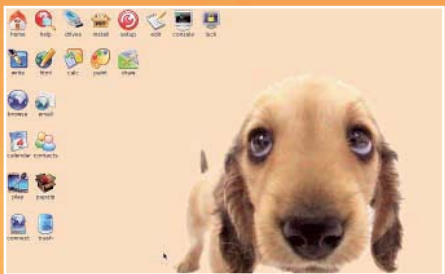 home help drives install setup edit console lock
write html calc paint share
browse email
calendar contacts
play
connect trash